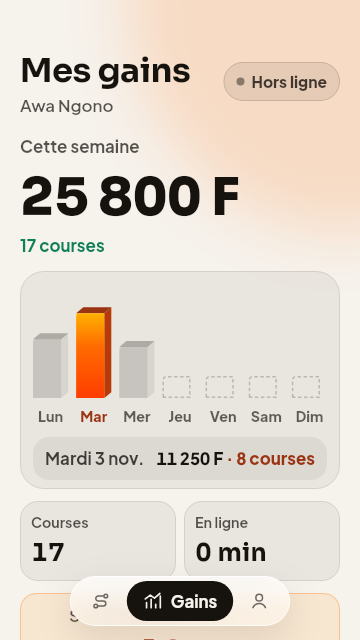 Mes gains
Hors ligne
Awa Ngono
Cette semaine
25 800 F
17 courses
Lun Mar Mer Jeu Ven Sam Dim
Mardi 3 nov. 11 250 F · 8 courses
Courses
17
En ligne
0 min
Gains